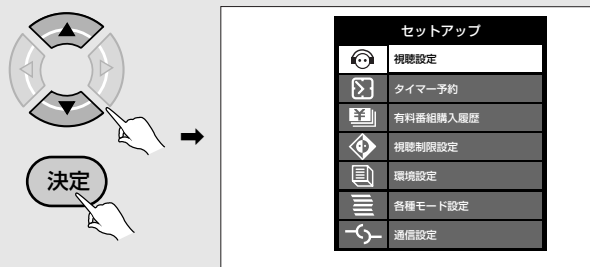 決定
セットアップ
視聴設定
タイマー予約
有料番組購入履歴
視聴制限設定
環境設定
各種モード設定
通信設定